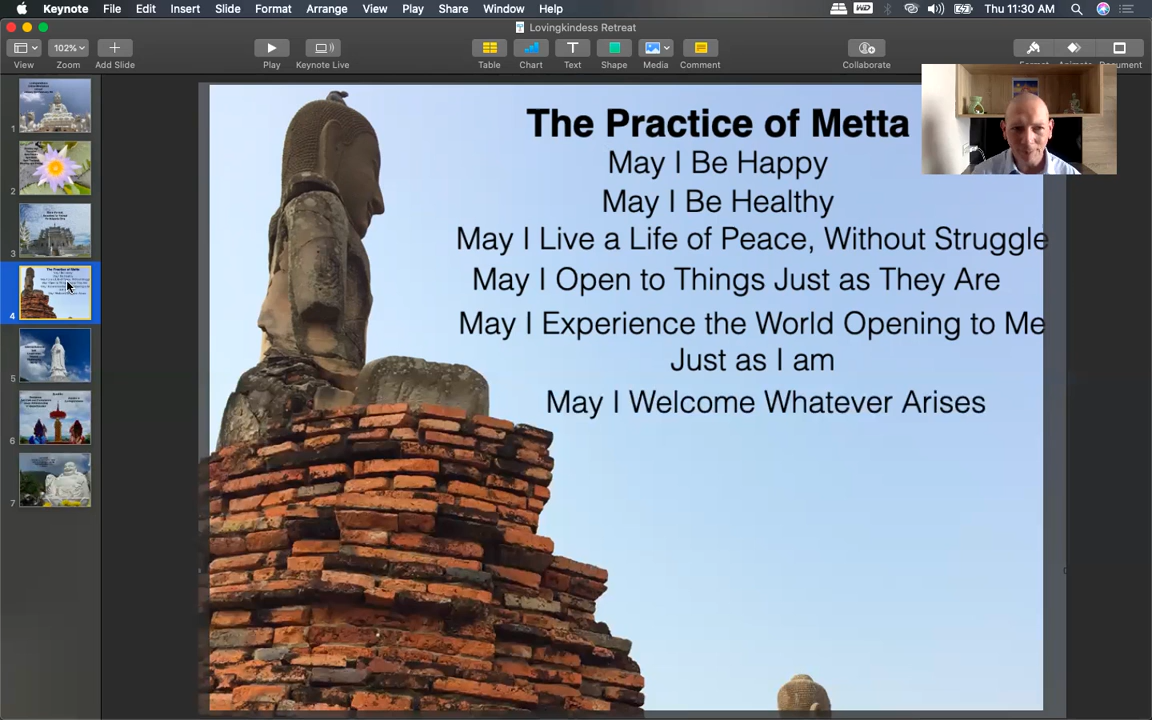 Keynote File Edit Insert Slide Format Arrange View Play Share Window Help
Thu 11:30 AM
Lovingkindess Retreat
102%
View Zoom Add Slide Play Keynote Live Table Chart Text Shape Media Comment Collaborate
The Practice of Metta
May I Be Happy
May I Be Healthy
May I Live a Life of Peace, Without Struggle
May I Open to Things Just as They Are
May I Experience the World Opening to Me
Just as I am
May I Welcome Whatever Arises
1
2
3
4
5
6
7